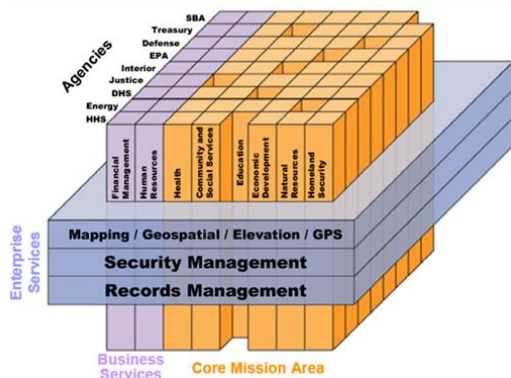 SBA
Treasury
Defense
EPA
Interior
Justice
DHS
Energy
HHS
Agencies
Financial
Management
Human
Resources
Health
Community and
Social Services
Education
Economic
Development
Natural
Resources
Homeland
Security
Enterprise
Services
Mapping / Geospatial / Elevation / GPS
Security Management
Records Management
Business
Services
Core Mission Area